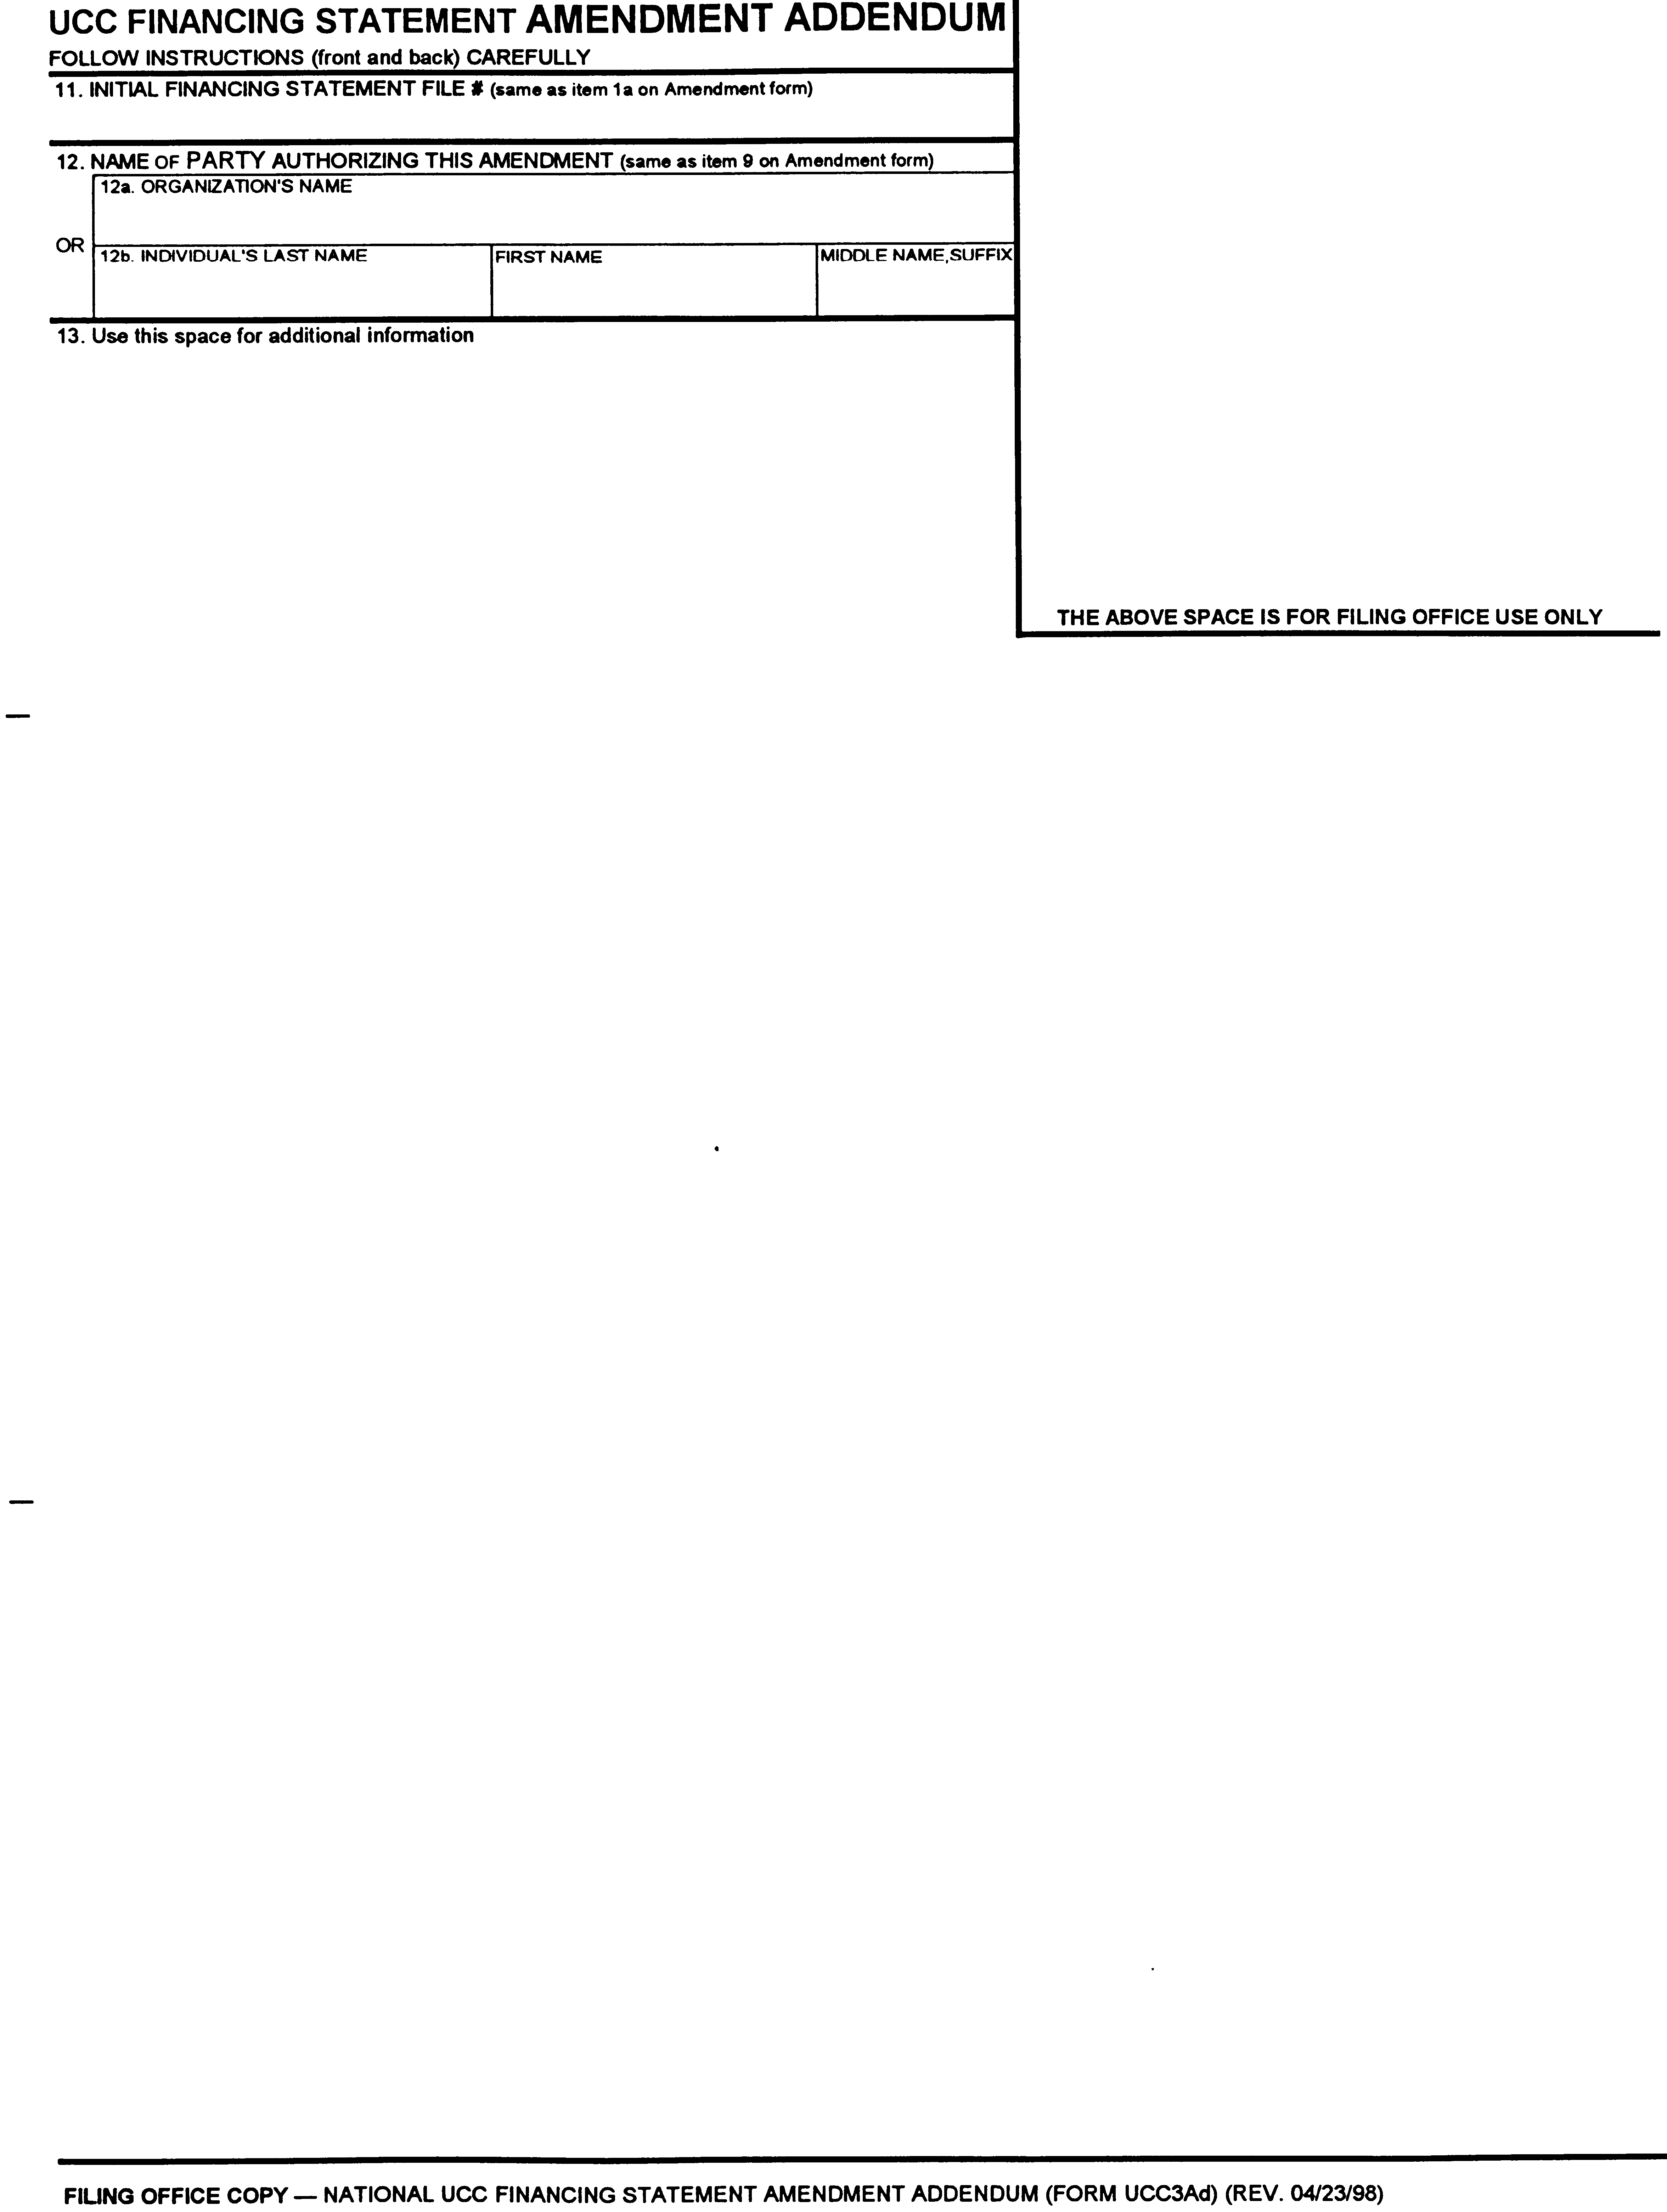 UCC FINANCING STATEMENT AMENDMENT ADDENDUM
FOLLOW INSTRUCTIONS (front and back) CAREFULLY
11. INITIAL FINANCING STATEMENT FILE # (same as item 1a on Amendment form)
12. NAME OF PARTY AUTHORIZING THIS AMENDMENT (same as item 9 on Amendment form)
12a. ORGANIZATION'S NAME
OR
12b. INDIVIDUAL'S LAST NAME FIRST NAME MIDDLE NAME,SUFFIX
13. Use this space for additional information
THE ABOVE SPACE IS FOR FILING OFFICE USE ONLY
FILING OFFICE COPY — NATIONAL UCC FINANCING STATEMENT AMENDMENT ADDENDUM (FORM UCC3Ad) (REV. 04/23/98)